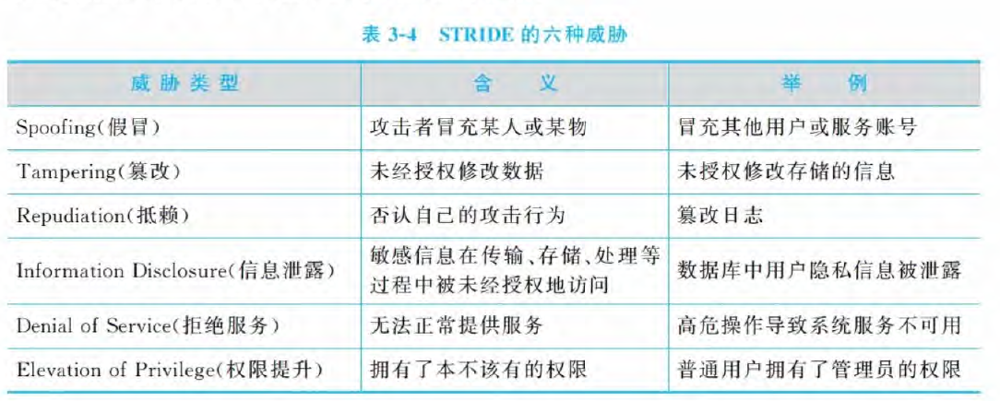 表 3-4 STRIDE 的六种威胁
威胁类型 含义 举例
Spoofing(假冒) 攻击者冒充某人或某物 冒充其他用户或服务账号
Tampering(篡改) 未经授权修改数据 未授权修改存储的信息
Repudiation(抵赖) 否认自己的攻击行为 篡改日志
Information Disclosure(信息泄露) 敏感信息在传输、存储、处理等 数据库中用户隐私信息被泄露
过程中被未经授权地访问
Denial of Service(拒绝服务) 无法正常提供服务 高危操作导致系统服务不可用
Elevation of Privilege(权限提升) 拥有了本不该有的权限 普通用户拥有了管理员的权限